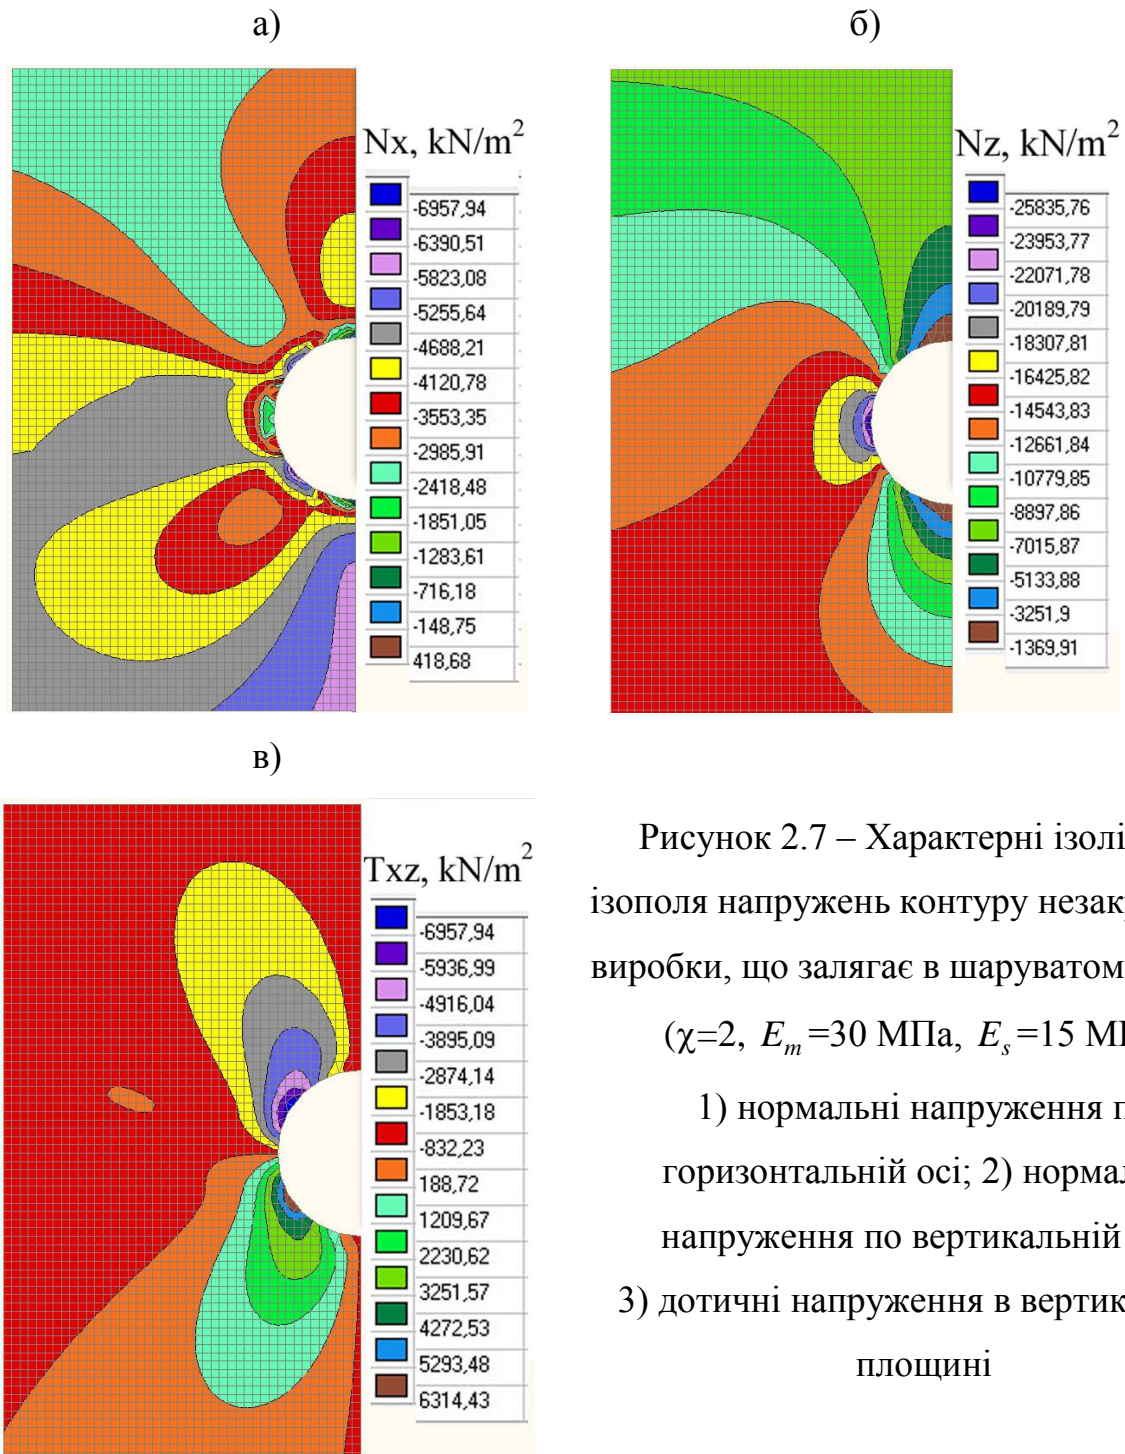 а)
Nx, kN/m²
-6957,94
-6390,51
-5823,08
-5255,64
-4688,21
-4120,78
-3553,35
-2985,91
-2418,48
-1851,05
-1283,61
-716,18
-148,75
418,68
б)
Nz, kN/m²
-25835,76
-23953,77
-22071,78
-20189,79
-18307,81
-16425,82
-14543,83
-12661,84
-10779,85
-8897,86
-7015,87
-5133,88
-3251,9
-1369,91
в)
Txz, kN/m²
-6957,94
-5936,99
-4916,04
-3895,09
-2874,14
-1853,18
-832,23
188,72
1209,67
2230,62
3251,57
4272,53
5293,48
6314,43
Рисунок 2.7 – Характерні ізолі
ізополя напружень контуру незак
виробки, що залягає в шаруватом
(χ=2, Eₘ=30 МПа, Eₛ=15 М
1) нормальні напруження п
горизонтальній осі; 2) нормал
напруження по вертикальній
3) дотичні напруження в вертик
площині